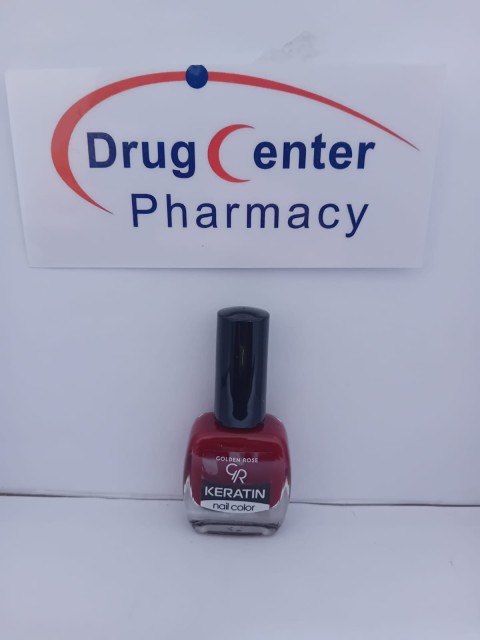 Drug Center
Pharmacy
GOLDEN ROSE
GR
KERATIN
nail color